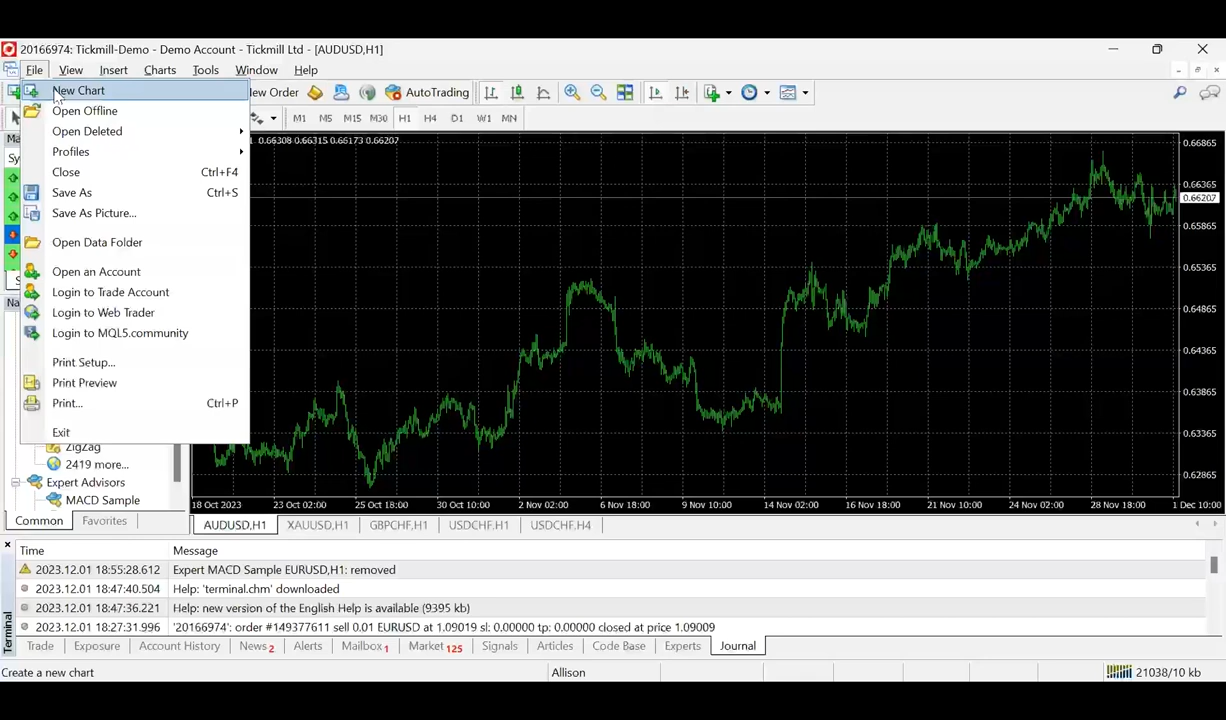 20166974: Tickmill-Demo - Demo Account - Tickmill Ltd - [AUDUSD,H1]
File View Insert Charts Tools Window Help
New Chart
Open Offline
Open Deleted
Profiles
Close Ctrl+F4
Save As Ctrl+S
Save As Picture...
Open Data Folder
Open an Account
Login to Trade Account
Login to Web Trader
Login to MQL5.community
Print Setup...
Print Preview
Print... Ctrl+P
Exit
New Order AutoTrading
M1 M5 M15 M30 H1 H4 D1 W1 MN
0.66308 0.66315 0.66173 0.66207
0.66865
0.66365
0.66207
0.65865
0.65365
0.64865
0.64365
0.63865
0.63365
0.62865
ZigZag
2419 more...
Expert Advisors
MACD Sample
Common Favorites
18 Oct 2023 23 Oct 02:00 25 Oct 18:00 30 Oct 10:00 2 Nov 02:00 6 Nov 18:00 9 Nov 10:00 14 Nov 02:00 16 Nov 18:00 21 Nov 10:00 24 Nov 02:00 28 Nov 18:00 1 Dec 10:00
AUDUSD,H1 XAUUSD,H1 GBPCHF,H1 USDCHF,H1 USDCHF,H4
Time Message
2023.12.01 18:55:28.612 Expert MACD Sample EURUSD,H1: removed
2023.12.01 18:47:40.504 Help: 'terminal.chm' downloaded
2023.12.01 18:47:36.221 Help: new version of the English Help is available (9395 kb)
2023.12.01 18:27:31.996 '20166974': order #149377611 sell 0.01 EURUSD at 1.09019 sl: 0.00000 tp: 0.00000 closed at price 1.09009
Terminal
Trade Exposure Account History News 2 Alerts Mailbox 1 Market 125 Signals Articles Code Base Experts Journal
Create a new chart Allison 21038/10 kb